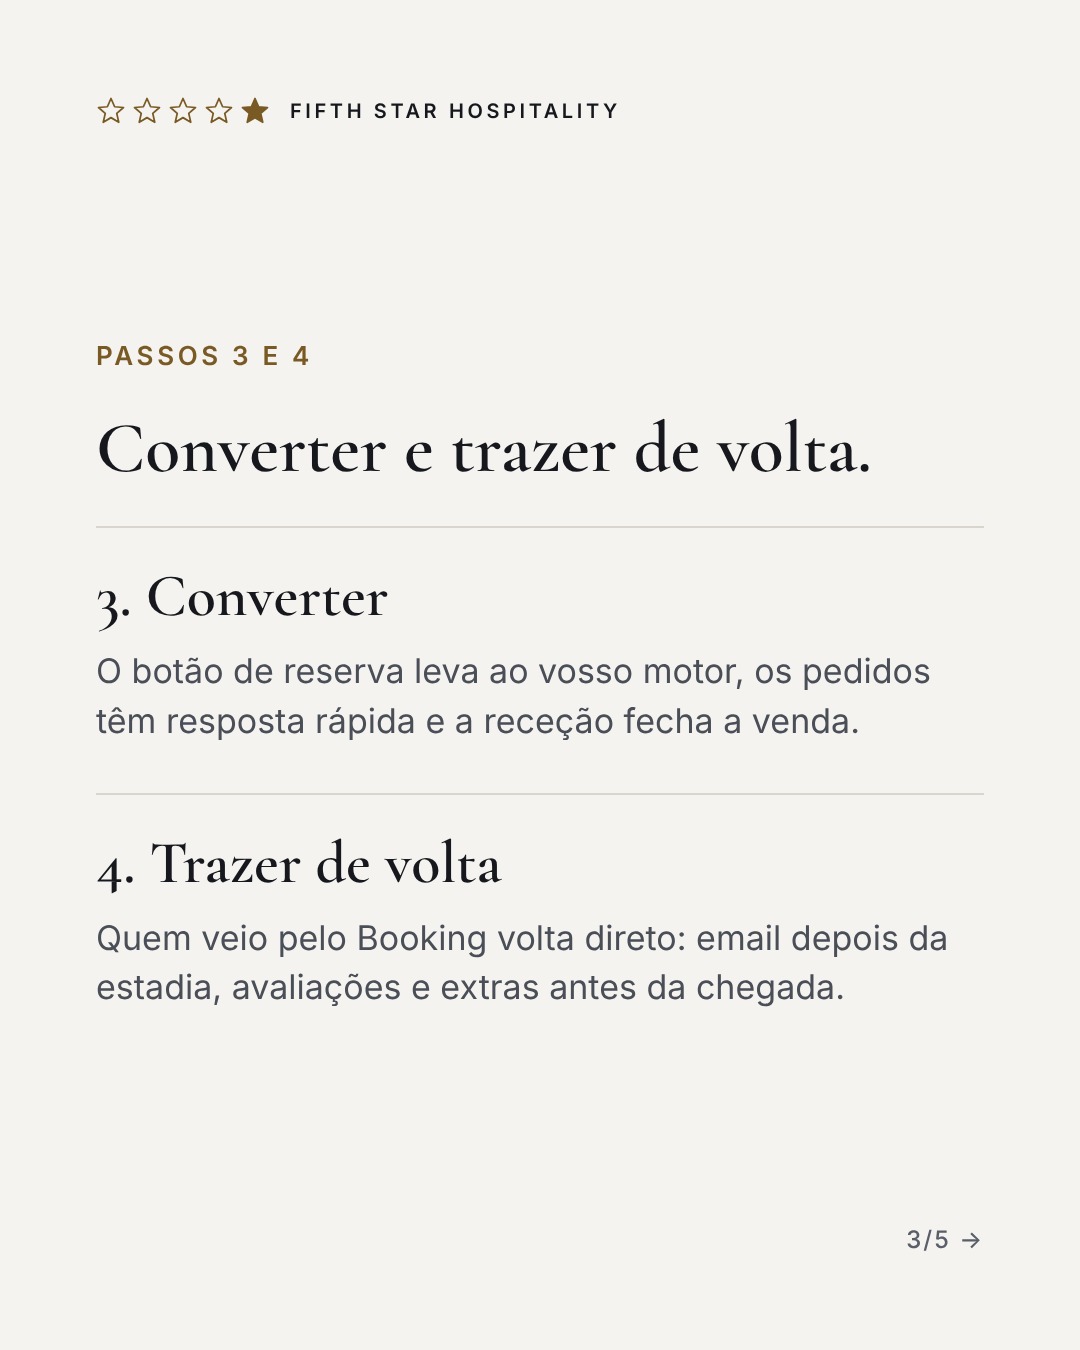 FIFTH STAR HOSPITALITY
PASSOS 3 E 4
Converter e trazer de volta.
3. Converter
O botão de reserva leva ao vosso motor, os pedidos
têm resposta rápida e a receção fecha a venda.
4. Trazer de volta
Quem veio pelo Booking volta direto: email depois da
estadia, avaliações e extras antes da chegada.
3/5 →